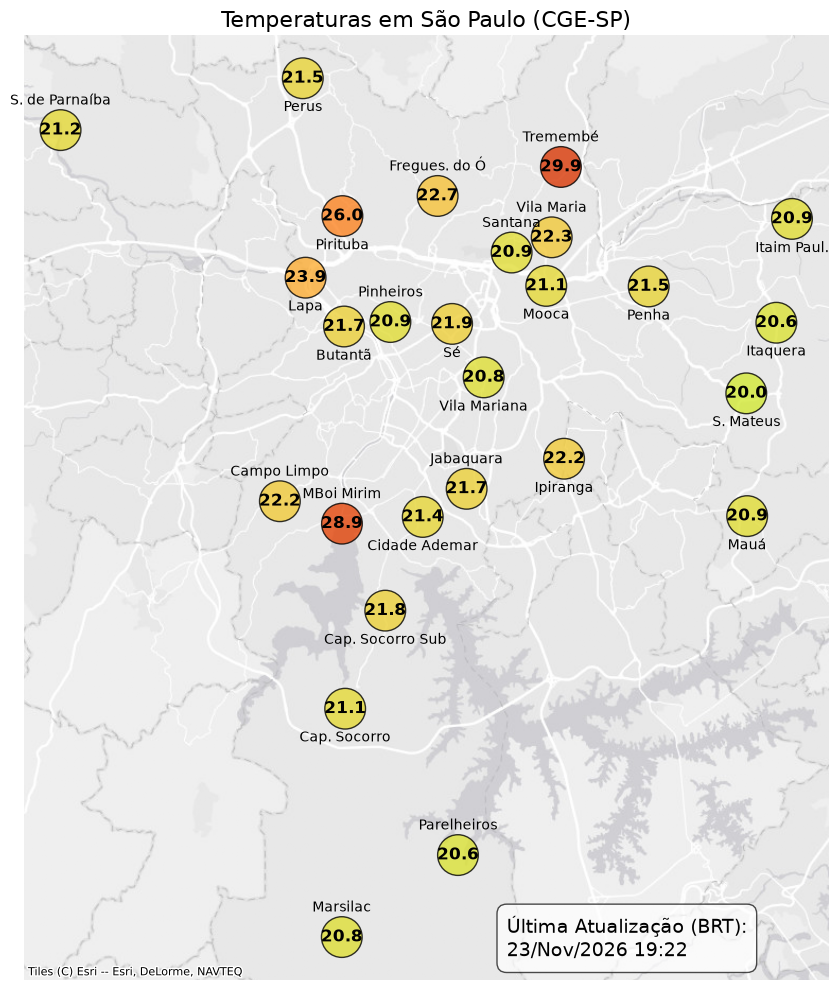 Temperaturas em São Paulo (CGE-SP)
21.5
Perus
S. de Parnaíba
21.2
Tremembé
29.9
Fregues. do Ó
22.7
Vila Maria
22.3
26.0
Pirituba
Santana
20.9
20.9
Itaim Paul.
23.9
Lapa
21.1
Mooca
21.5
Penha
Pinheiros
20.9
21.7
Butantã
21.9
Sé
20.6
Itaquera
20.8
Vila Mariana
20.0
S. Mateus
Jabaquara
21.7
22.2
Ipiranga
Campo Limpo
22.2
MBoi Mirim
28.9
21.4
Cidade Ademar
20.9
Mauá
21.8
Cap. Socorro Sub
21.1
Cap. Socorro
Parelheiros
20.6
Marsilac
20.8
Última Atualização (BRT):
23/Nov/2026 19:22
Tiles (C) Esri -- Esri, DeLorme, NAVTEQ